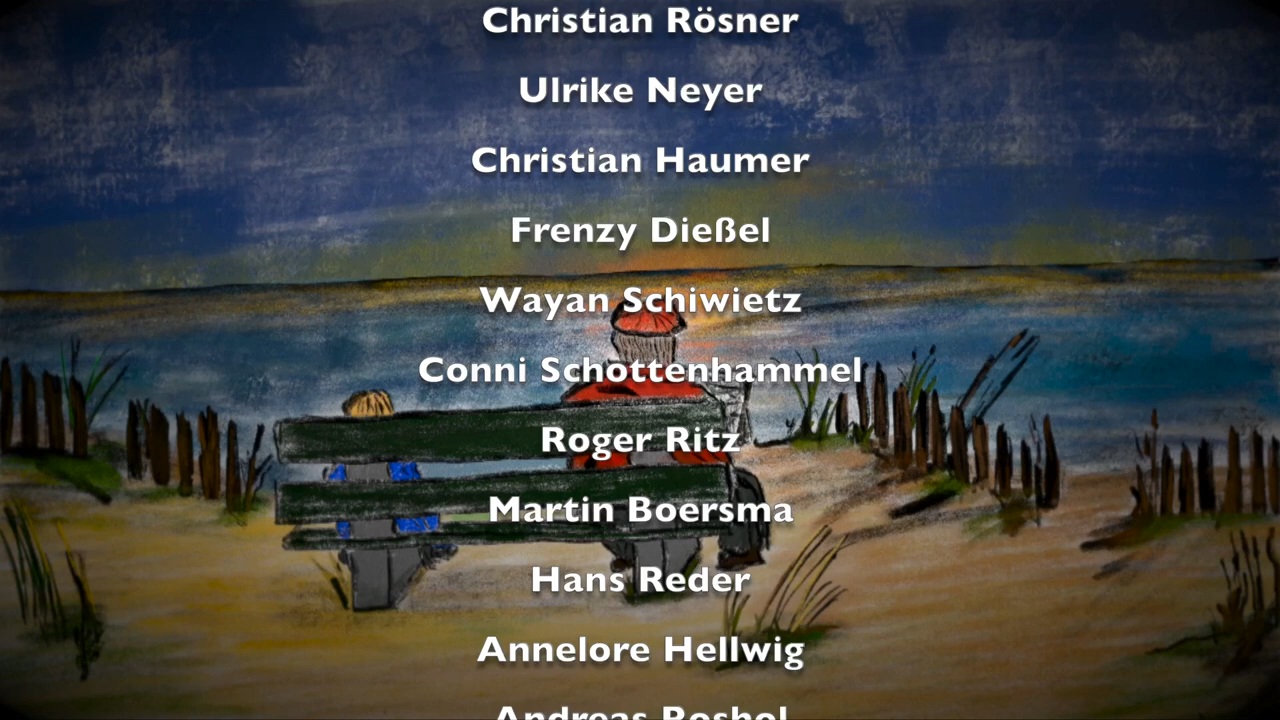 Christian Rösner
Ulrike Neyer
Christian Haumer
Frenzy Dießel
Wayan Schiwietz
Conni Schottenhammel
Roger Ritz
Martin Boersma
Hans Reder
Annelore Hellwig
Andreas